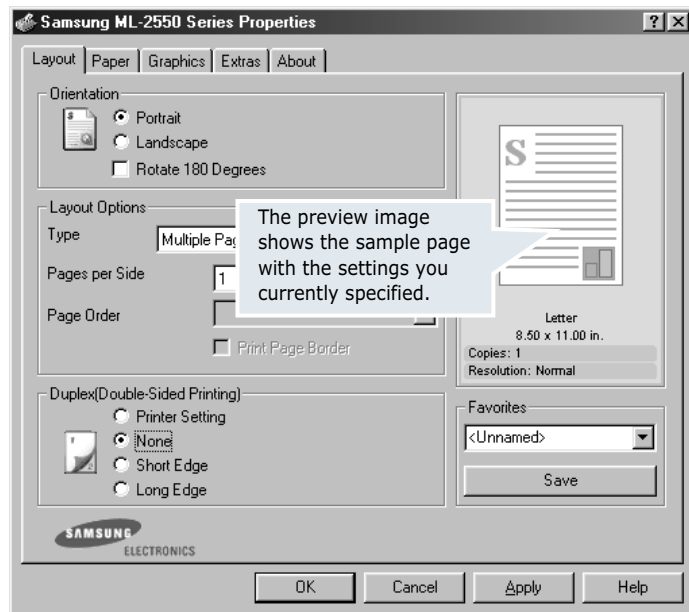 Samsung ML-2550 Series Properties
Layout Paper Graphics Extras About
Orientation
Portrait
Landscape
Rotate 180 Degrees
Layout Options
Type
Multiple Pag
Pages per Side
1
Page Order
Print Page Border
The preview image
shows the sample page
with the settings you
currently specified.
Duplex(Double-Sided Printing)
Printer Setting
None
Short Edge
Long Edge
S
Letter
8.50 x 11.00 in.
Copies: 1
Resolution: Normal
Favorites
<Unnamed>
Save
SAMSUNG
ELECTRONICS
OK Cancel Apply Help